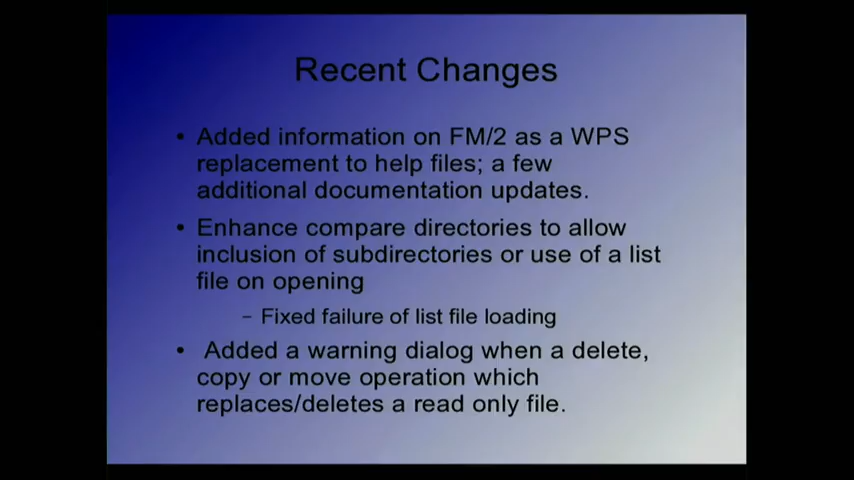 Recent Changes
• Added information on FM/2 as a WPS
replacement to help files; a few
additional documentation updates.
• Enhance compare directories to allow
inclusion of subdirectories or use of a list
file on opening
– Fixed failure of list file loading
• Added a warning dialog when a delete,
copy or move operation which
replaces/deletes a read only file.